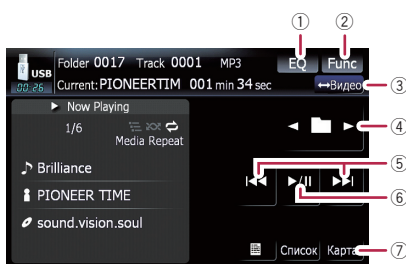 ① ②
USB Folder 0017 Track 0001 MP3 EQ Func
00:26 Current:PIONEERTIM 001 min 34 sec ↔Видео ③
Now Playing
1/6
Media Repeat
④
Brilliance
⑤
PIONEER TIME
⑥
sound.vision.soul
Список Карта ⑦